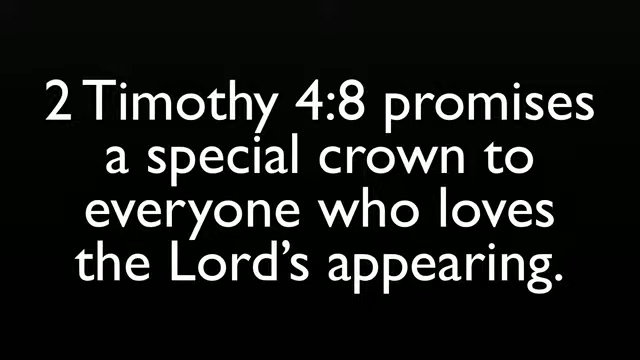 2 Timothy 4:8 promises
a special crown to
everyone who loves
the Lord’s appearing.